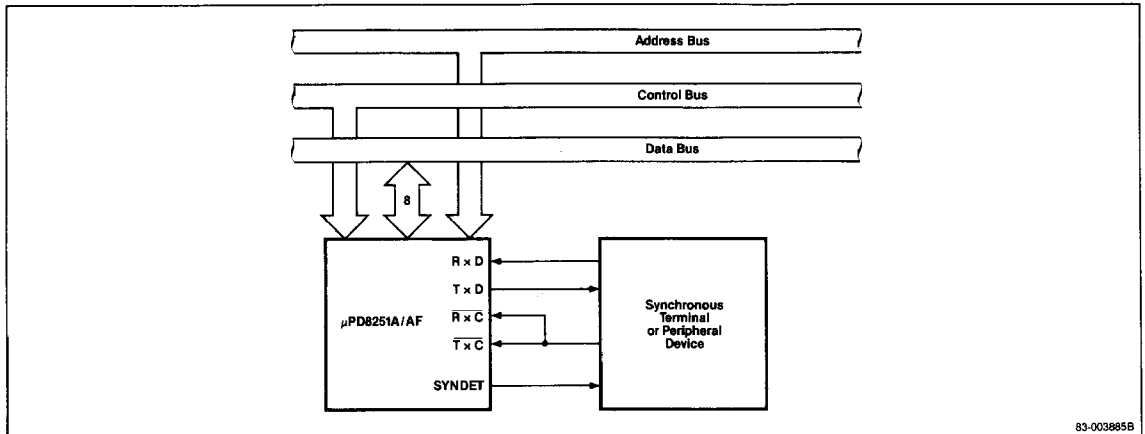 Address Bus
Control Bus
Data Bus
8
R × D
T × D
μPD8251A/AF
R × C
T × C
SYNDET
Synchronous
Terminal
or Peripheral
Device
83-003885B